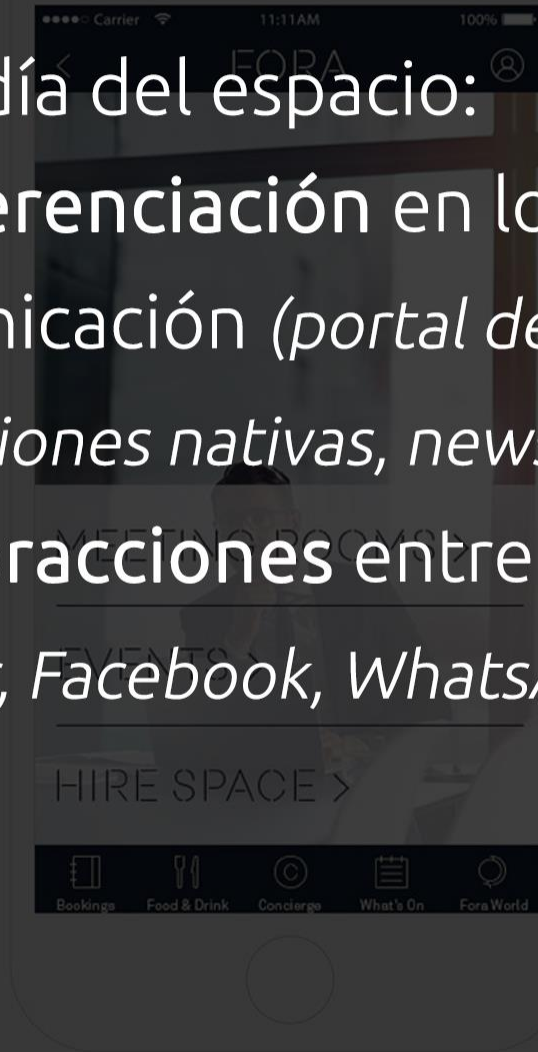 Carrier 11:11AM 100%
FORA
día del espacio:
erenciación en lo
nicación (portal de
iones nativas, news
racciones entre
, Facebook, Whats
MEETING ROOMS >
EVENTS >
HIRE SPACE >
Bookings Food & Drink Concierge What's On Fora World